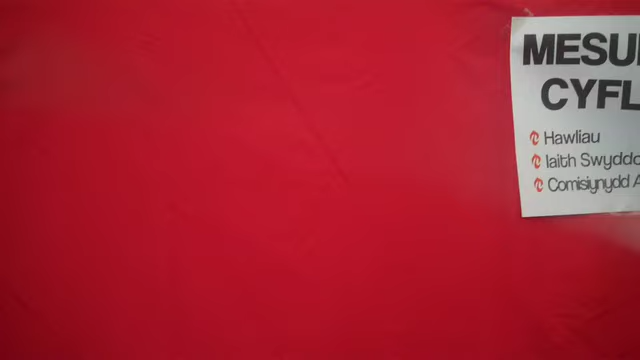 MESU
CYFL
Hawliau
Iaith Swyddo
Comisiynydd A